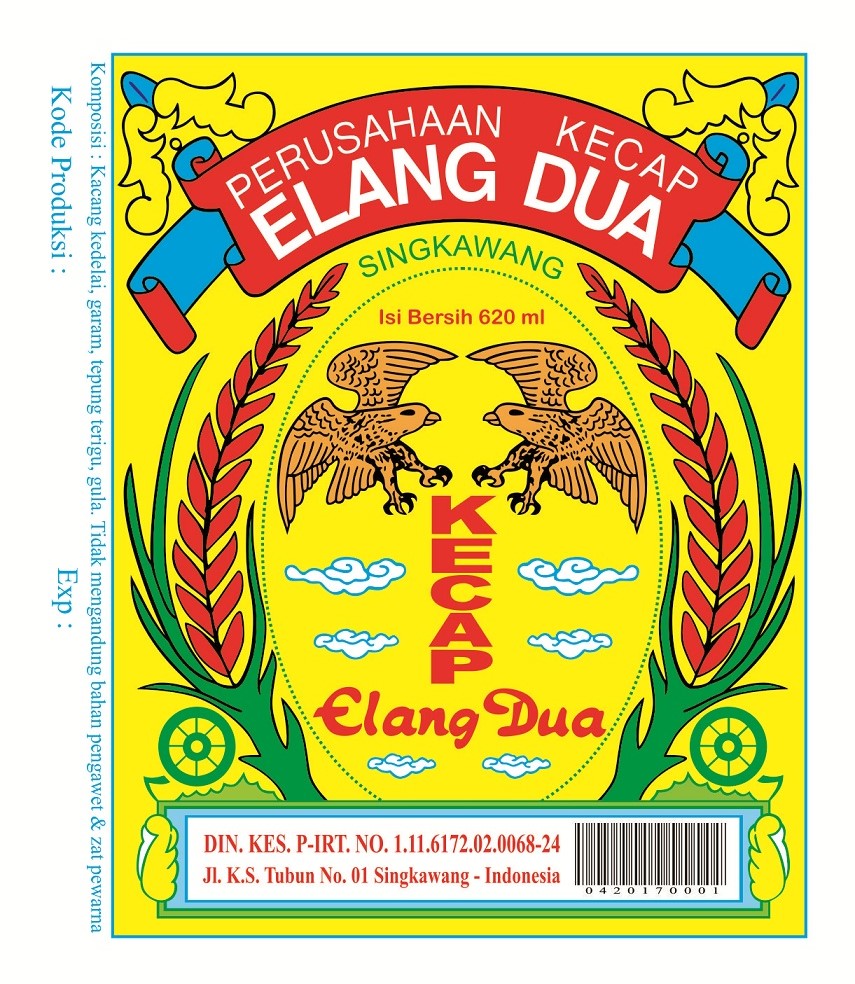 PERUSAHAAN KECAP
ELANG DUA
SINGKAWANG
Isi Bersih 620 ml
KECAP
Elang Dua
DIN. KES. P-IRT. NO. 1.11.6172.02.0068-24
Jl. K.S. Tubun No. 01 Singkawang - Indonesia
0420170001
Komposisi : Kacang kedelai, garam, tepung terigu, gula. Tidak mengandung bahan pengawet & zat pewarna
Kode Produksi :
Exp :